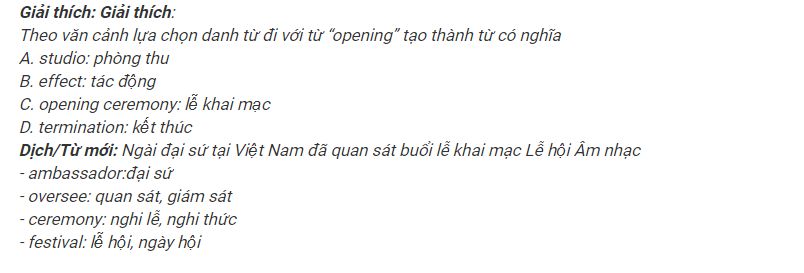 Giải thích: Giải thích:
Theo văn cảnh lựa chọn danh từ đi với từ “opening” tạo thành từ có nghĩa
A. studio: phòng thu
B. effect: tác động
C. opening ceremony: lễ khai mạc
D. termination: kết thúc
Dịch/Từ mới: Ngài đại sứ tại Việt Nam đã quan sát buổi lễ khai mạc Lễ hội Âm nhạc
- ambassador:đại sứ
- oversee: quan sát, giám sát
- ceremony: nghi lễ, nghi thức
- festival: lễ hội, ngày hội